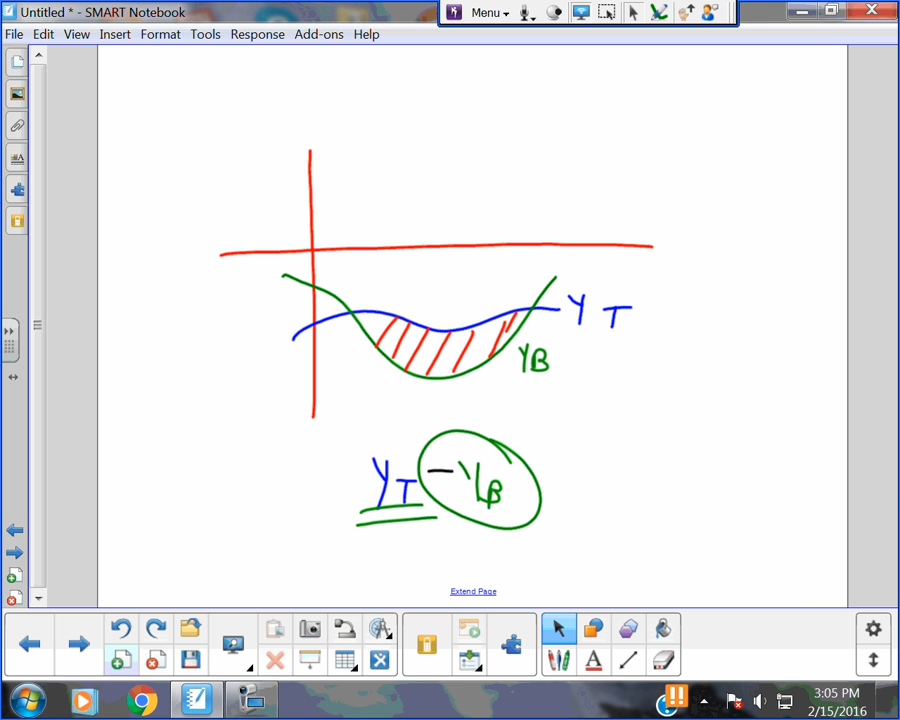 Untitled * - SMART Notebook
Menu
File Edit View Insert Format Tools Response Add-ons Help
Y T
YB
YT - YB
Extend Page
3:05 PM
2/15/2016